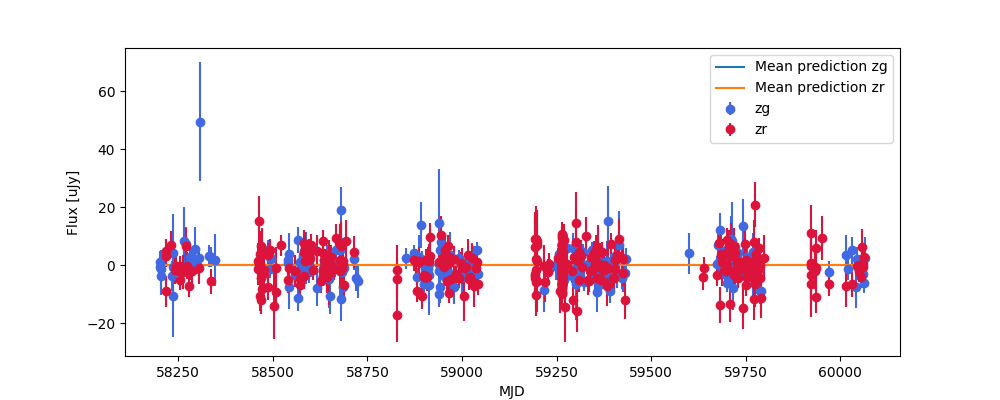 Mean prediction zg
Mean prediction zr
zg
zr
Flux [uJy]
60
40
20
0
−20
58250 58500 58750 59000 59250 59500 59750 60000
MJD